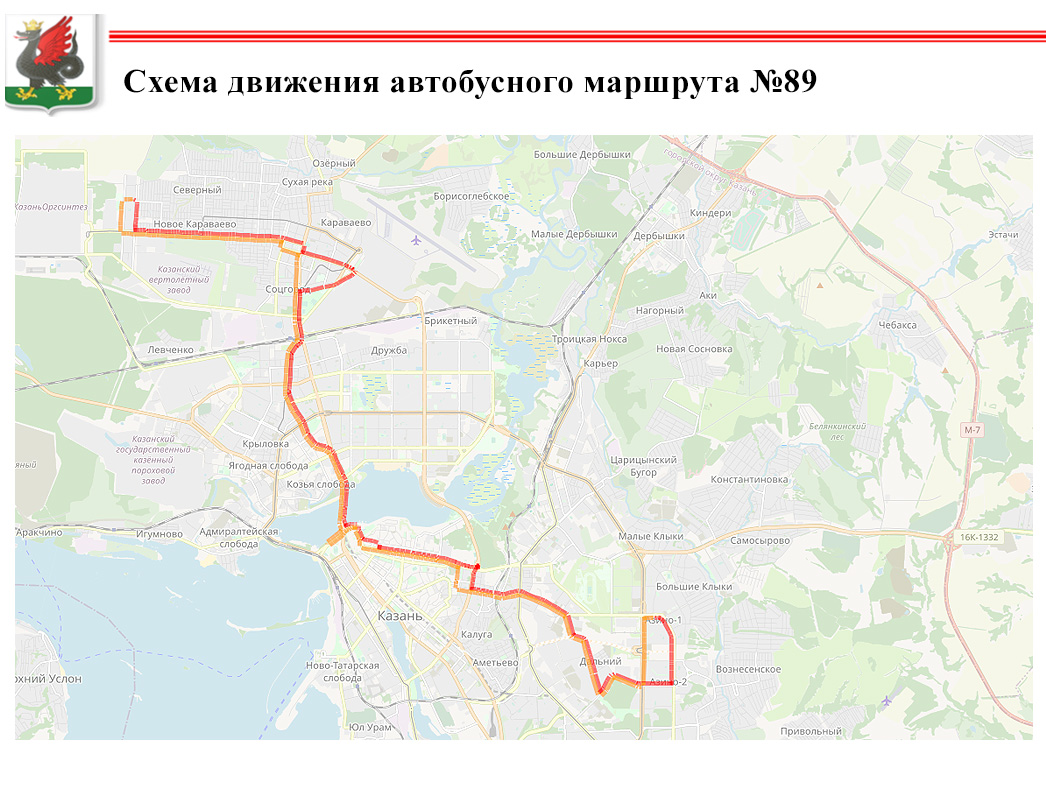 Схема движения автобусного маршрута №89
Озёрный
Большие Дербышки
городской округ Казань
Сухая река
Северный
Борисоглебское
КазаньОргсинтез
Киндери
Новое Караваево
Караваево
Малые Дербышки
Дербышки
Эстачи
Казанский
вертолётный
завод
Соцгород
Аки
Нагорный
Брикетный
Чебакса
Троицкая Нокса
Левченко
Дружба
Новая Сосновка
Карьер
Белянкинский
лес
М-7
Казанский
государственный
казённый
пороховой
завод
Крыловка
Ягодная слобода
Царицынский
Бугор
Козья слобода
Константиновка
Аракчино
Игумново
Адмиралтейская
слобода
Малые Клыки
Самосырово
16К-1332
Большие Клыки
Казань
Азино-1
Калуга
Аметьево
Дальний
Ново-Татарская
слобода
Вознесенское
рхний Услон
Азино-2
Юл Урам
Привольный